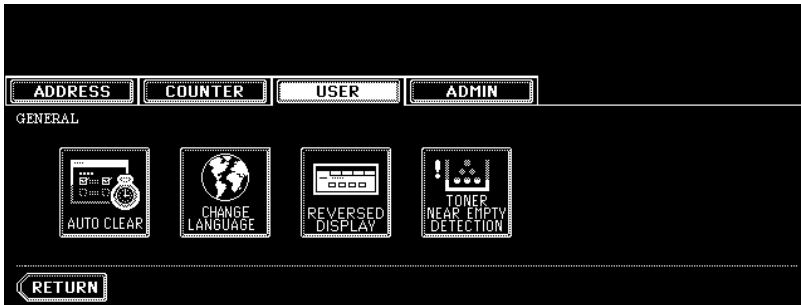 ADDRESS COUNTER USER ADMIN
GENERAL
AUTO CLEAR
CHANGE
LANGUAGE
REVERSED
DISPLAY
TONER
NEAR EMPTY
DETECTION
RETURN